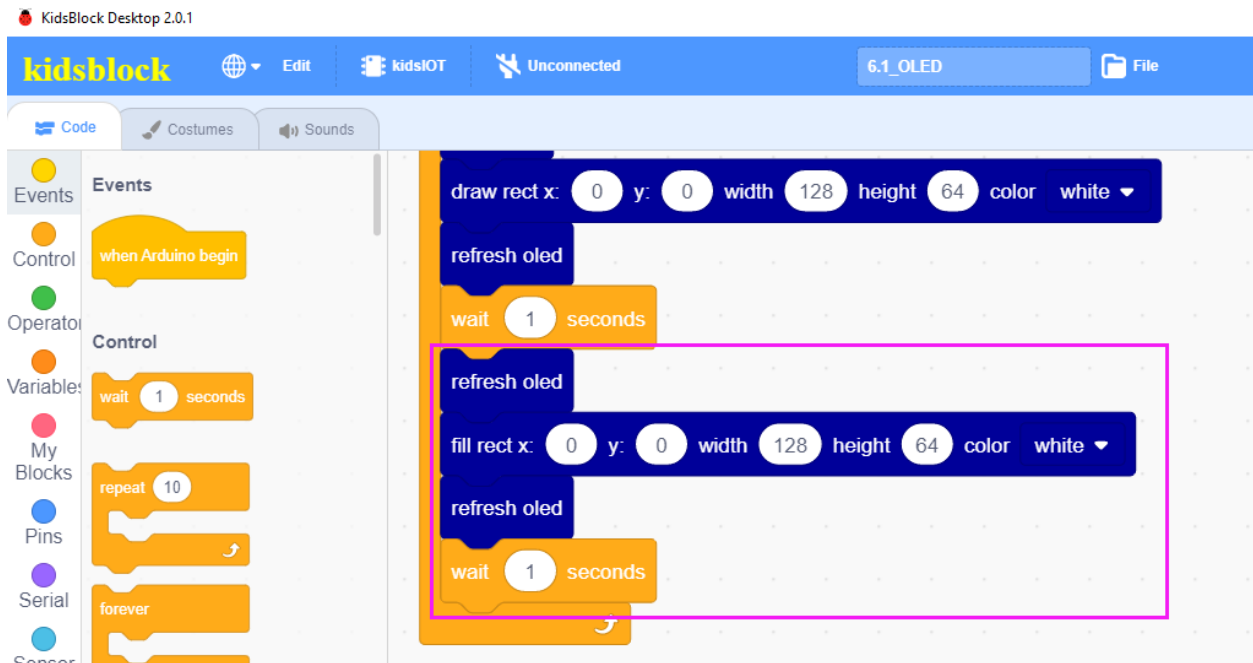 KidsBlock Desktop 2.0.1
kidsblock Edit kidsIOT Unconnected 6.1_OLED File
Code Costumes Sounds
Events
Control
Operator
Variables
My
Blocks
Pins
Serial
Sensor
Events
when Arduino begin
Control
wait 1 seconds
repeat 10
forever
draw rect x: 0 y: 0 width 128 height 64 color white
refresh oled
wait 1 seconds
refresh oled
fill rect x: 0 y: 0 width 128 height 64 color white
refresh oled
wait 1 seconds